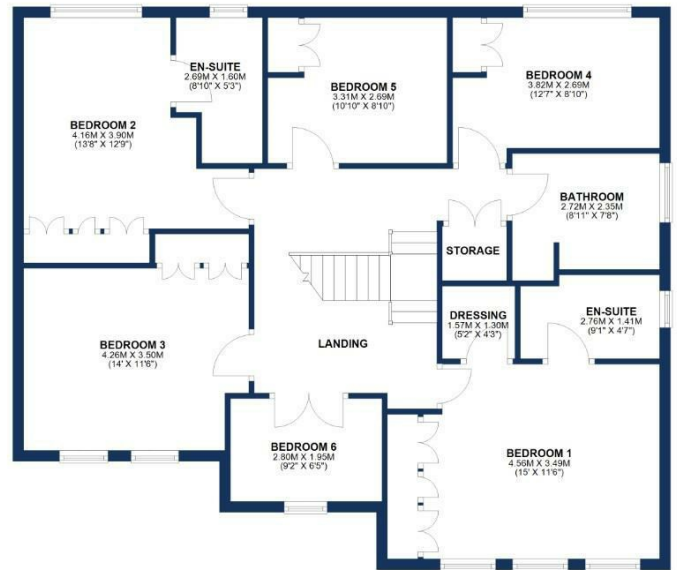 EN-SUITE
2.69M X 1.60M
(8'10" X 5'3")
BEDROOM 5
3.31M X 2.69M
(10'10" X 8'10")
BEDROOM 4
3.82M X 2.69M
(12'7" X 8'10")
BEDROOM 2
4.16M X 3.90M
(13'8" X 12'9")
BATHROOM
2.72M X 2.35M
(8'11" X 7'8")
STORAGE
DRESSING
1.57M X 1.30M
(5'2" X 4'3")
EN-SUITE
2.76M X 1.41M
(9'1" X 4'7")
BEDROOM 3
4.26M X 3.50M
(14' X 11'6")
LANDING
BEDROOM 6
2.80M X 1.95M
(9'2" X 6'5")
BEDROOM 1
4.56M X 3.49M
(15' X 11'6")